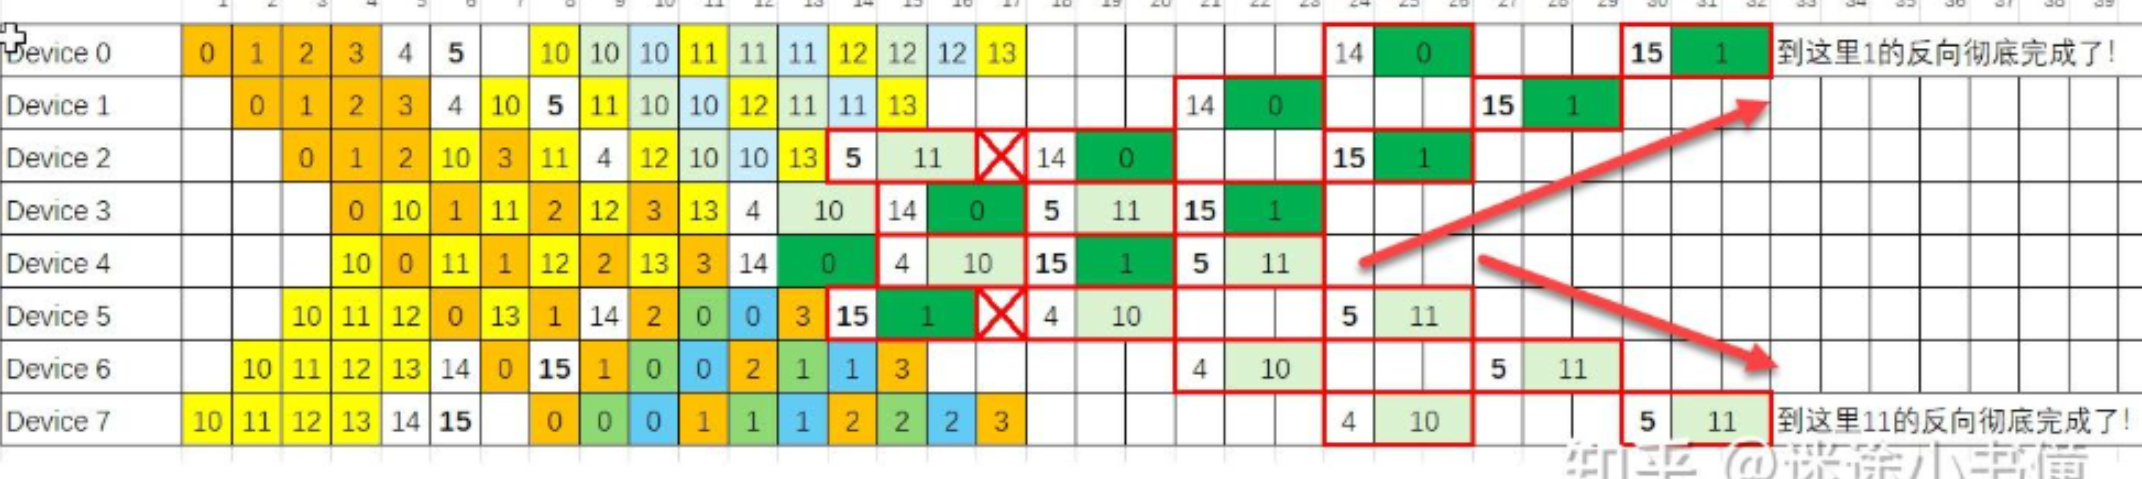 1 2 3 4 5 6 7 8 9 10 11 12 13 14 15 16 17 18 19 20 21 22 23 24 25 26 27 28 29 30 31 32 33 34 35 36 37 38 39
Device 0 0 1 2 3 4 5 10 10 10 11 11 11 12 12 12 13 14 0 15 1 到这里1的反向彻底完成了！
Device 1 0 1 2 3 4 10 5 11 10 10 12 11 11 13 14 0 15 1
Device 2 0 1 2 10 3 11 4 12 10 10 13 5 11 14 0 15 1
Device 3 0 10 1 11 2 12 3 13 4 10 14 0 5 11 15 1
Device 4 10 0 11 1 12 2 13 3 14 0 4 10 15 1 5 11
Device 5 10 11 12 0 13 1 14 2 0 0 3 15 1 4 10 5 11
Device 6 10 11 12 13 14 0 15 1 0 0 2 1 1 3 4 10 5 11
Device 7 10 11 12 13 14 15 0 0 0 1 1 1 2 2 2 3 4 10 5 11 到这里11的反向彻底完成了！
知乎 @迷途小书僮